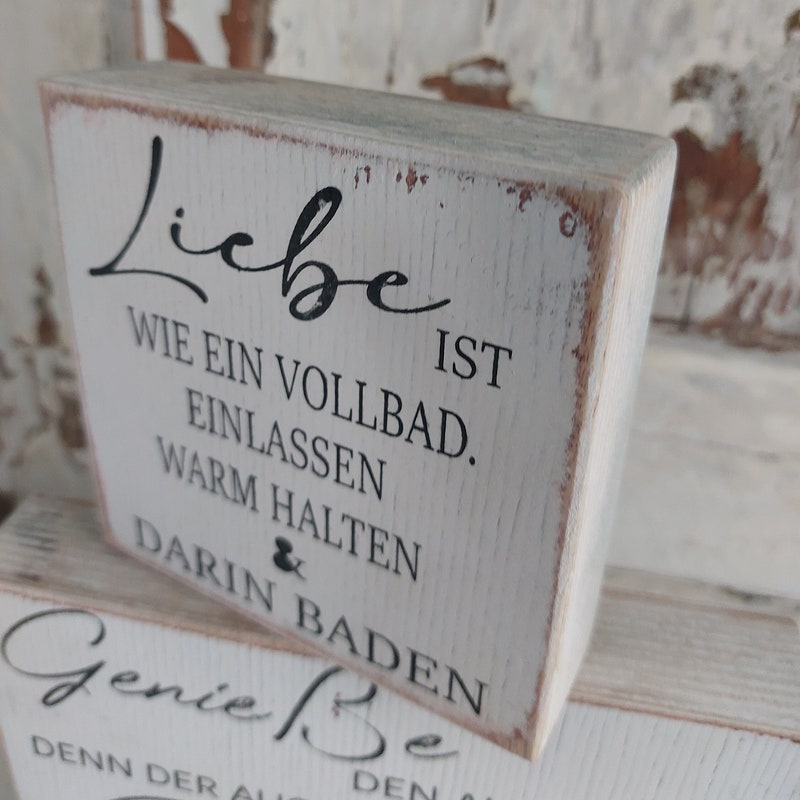 Liebe IST
WIE EIN VOLLBAD.
EINLASSEN
WARM HALTEN
&
DARIN BADEN
Genieße
DEN
DENN DER